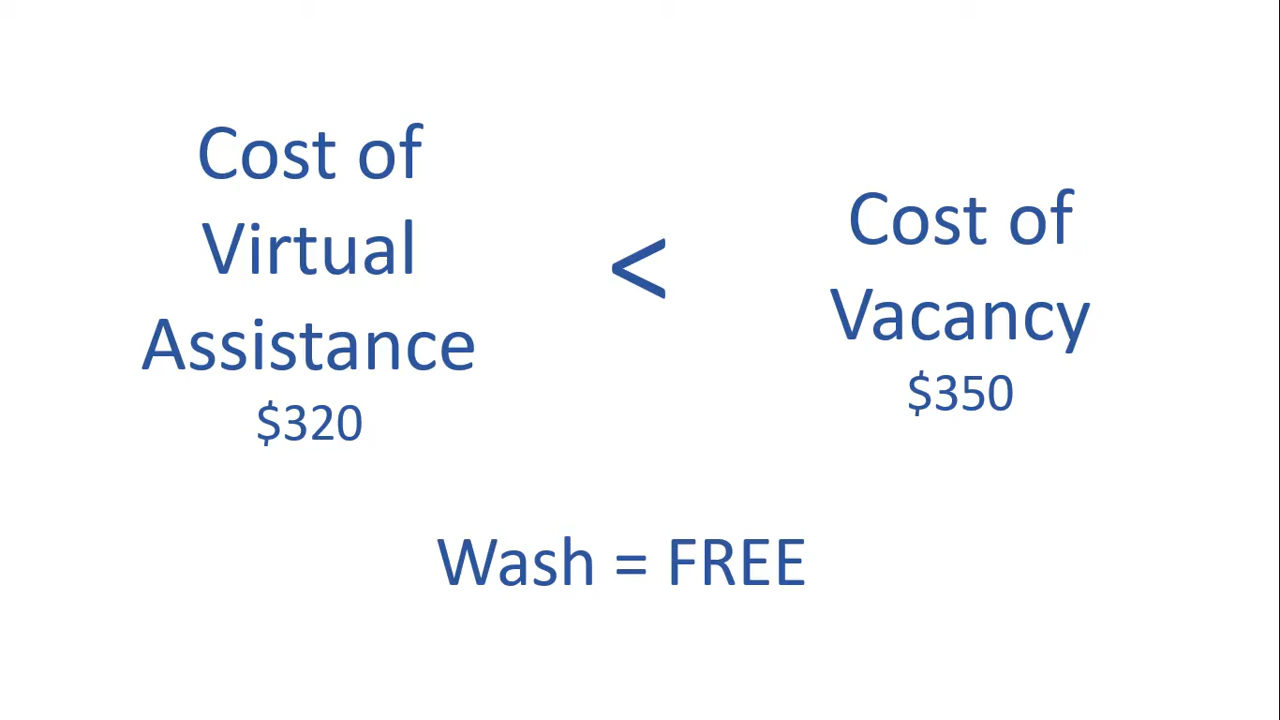 Cost of
Virtual
Assistance
$320
<
Cost of
Vacancy
$350
Wash = FREE